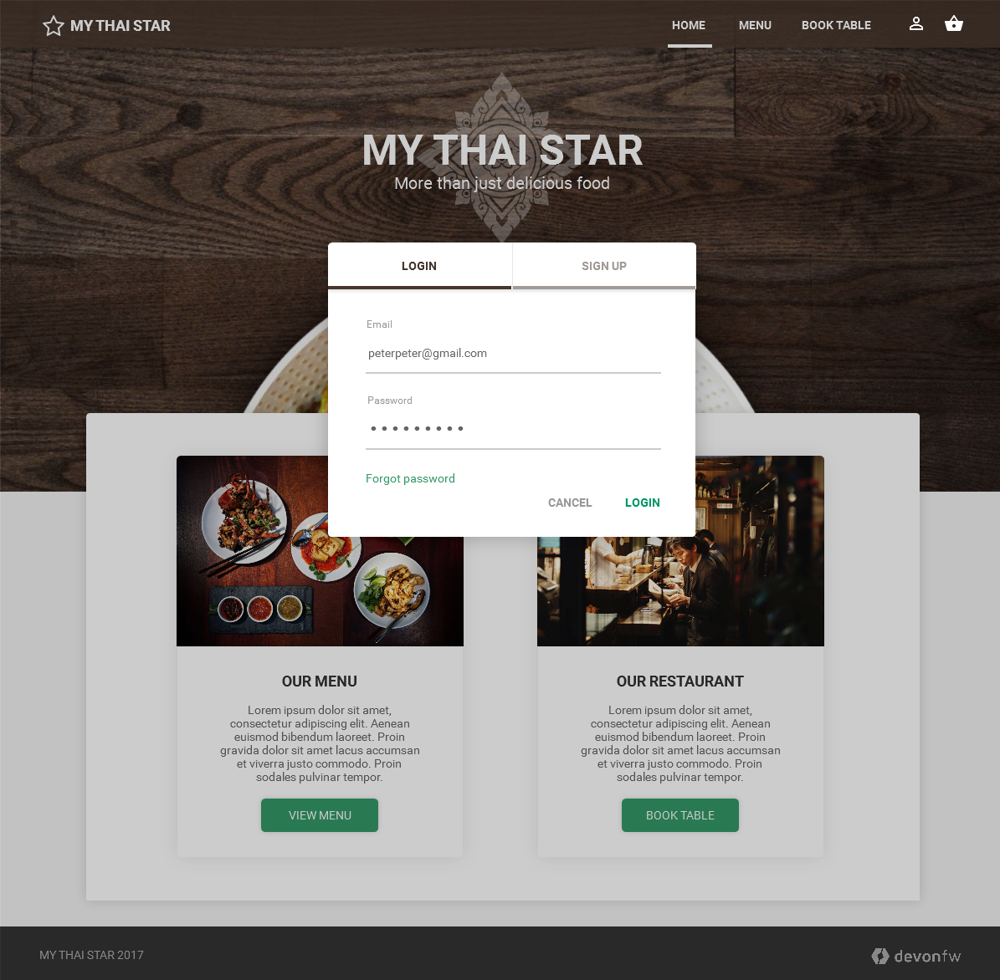 MY THAI STAR
HOME
MENU
BOOK TABLE
MY THAI STAR
More than just delicious food
LOGIN
SIGN UP
Email
peterpeter@gmail.com
Password
•••••••••
Forgot password
CANCEL
LOGIN
OUR MENU
Lorem ipsum dolor sit amet,
consectetur adipiscing elit. Aenean
euismod bibendum laoreet. Proin
gravida dolor sit amet lacus accumsan
et viverra justo commodo. Proin
sodales pulvinar tempor.
VIEW MENU
OUR RESTAURANT
Lorem ipsum dolor sit amet,
consectetur adipiscing elit. Aenean
euismod bibendum laoreet. Proin
gravida dolor sit amet lacus accumsan
et viverra justo commodo. Proin
sodales pulvinar tempor.
BOOK TABLE
MY THAI STAR 2017
devonfw